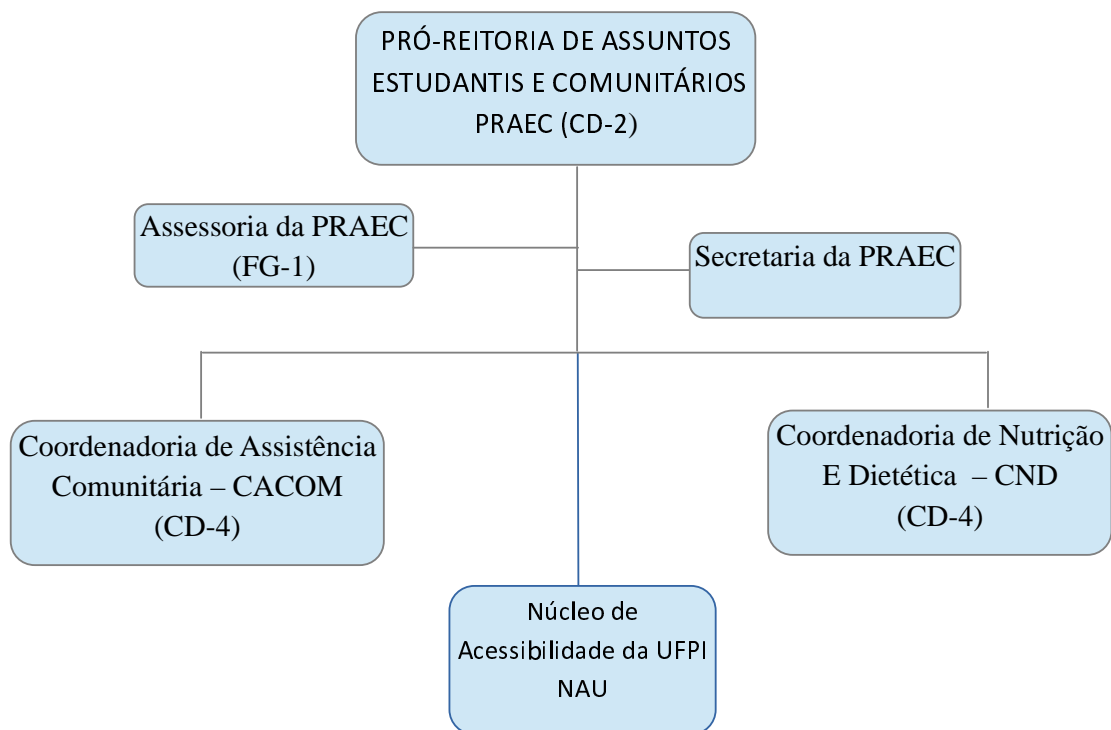 PRÓ-REITORIA DE ASSUNTOS
ESTUDANTIS E COMUNITÁRIOS
PRAEC (CD-2)
Assessoria da PRAEC
(FG-1)
Secretaria da PRAEC
Coordenadoria de Assistência
Comunitária – CACOM
(CD-4)
Coordenadoria de Nutrição
E Dietética – CND
(CD-4)
Núcleo de
Acessibilidade da UFPI
NAU